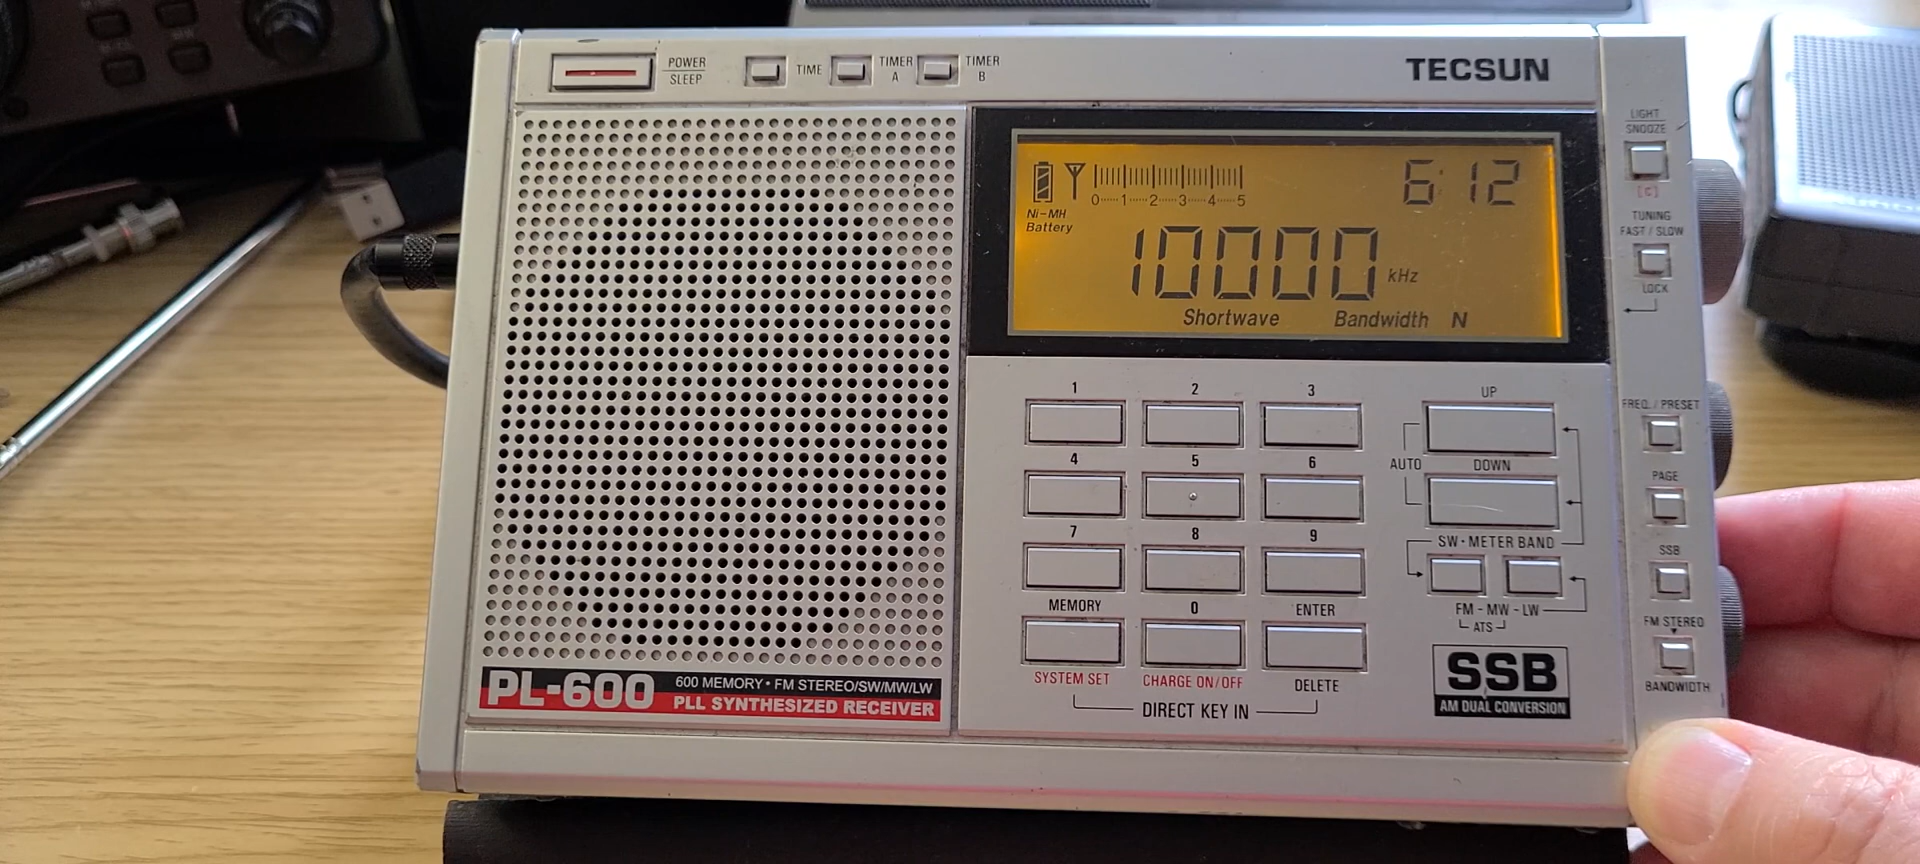 POWER
SLEEP
TIME
TIMER
A
TIMER
B
TECSUN
LIGHT
SNOOZE
[C]
TUNING
FAST / SLOW
LOCK
0 1 2 3 4 5
6:12
Ni-MH
Battery
10000 kHz
Shortwave Bandwidth N
1 2 3
4 5 6
7 8 9
MEMORY 0 ENTER
SYSTEM SET CHARGE ON/OFF DELETE
DIRECT KEY IN
UP
AUTO
DOWN
SW · METER BAND
FM - MW - LW
ATS
SSB
AM DUAL CONVERSION
FREQ. / PRESET
PAGE
SSB
FM STEREO
BANDWIDTH
PL-600
600 MEMORY • FM STEREO/SW/MW/LW
PLL SYNTHESIZED RECEIVER